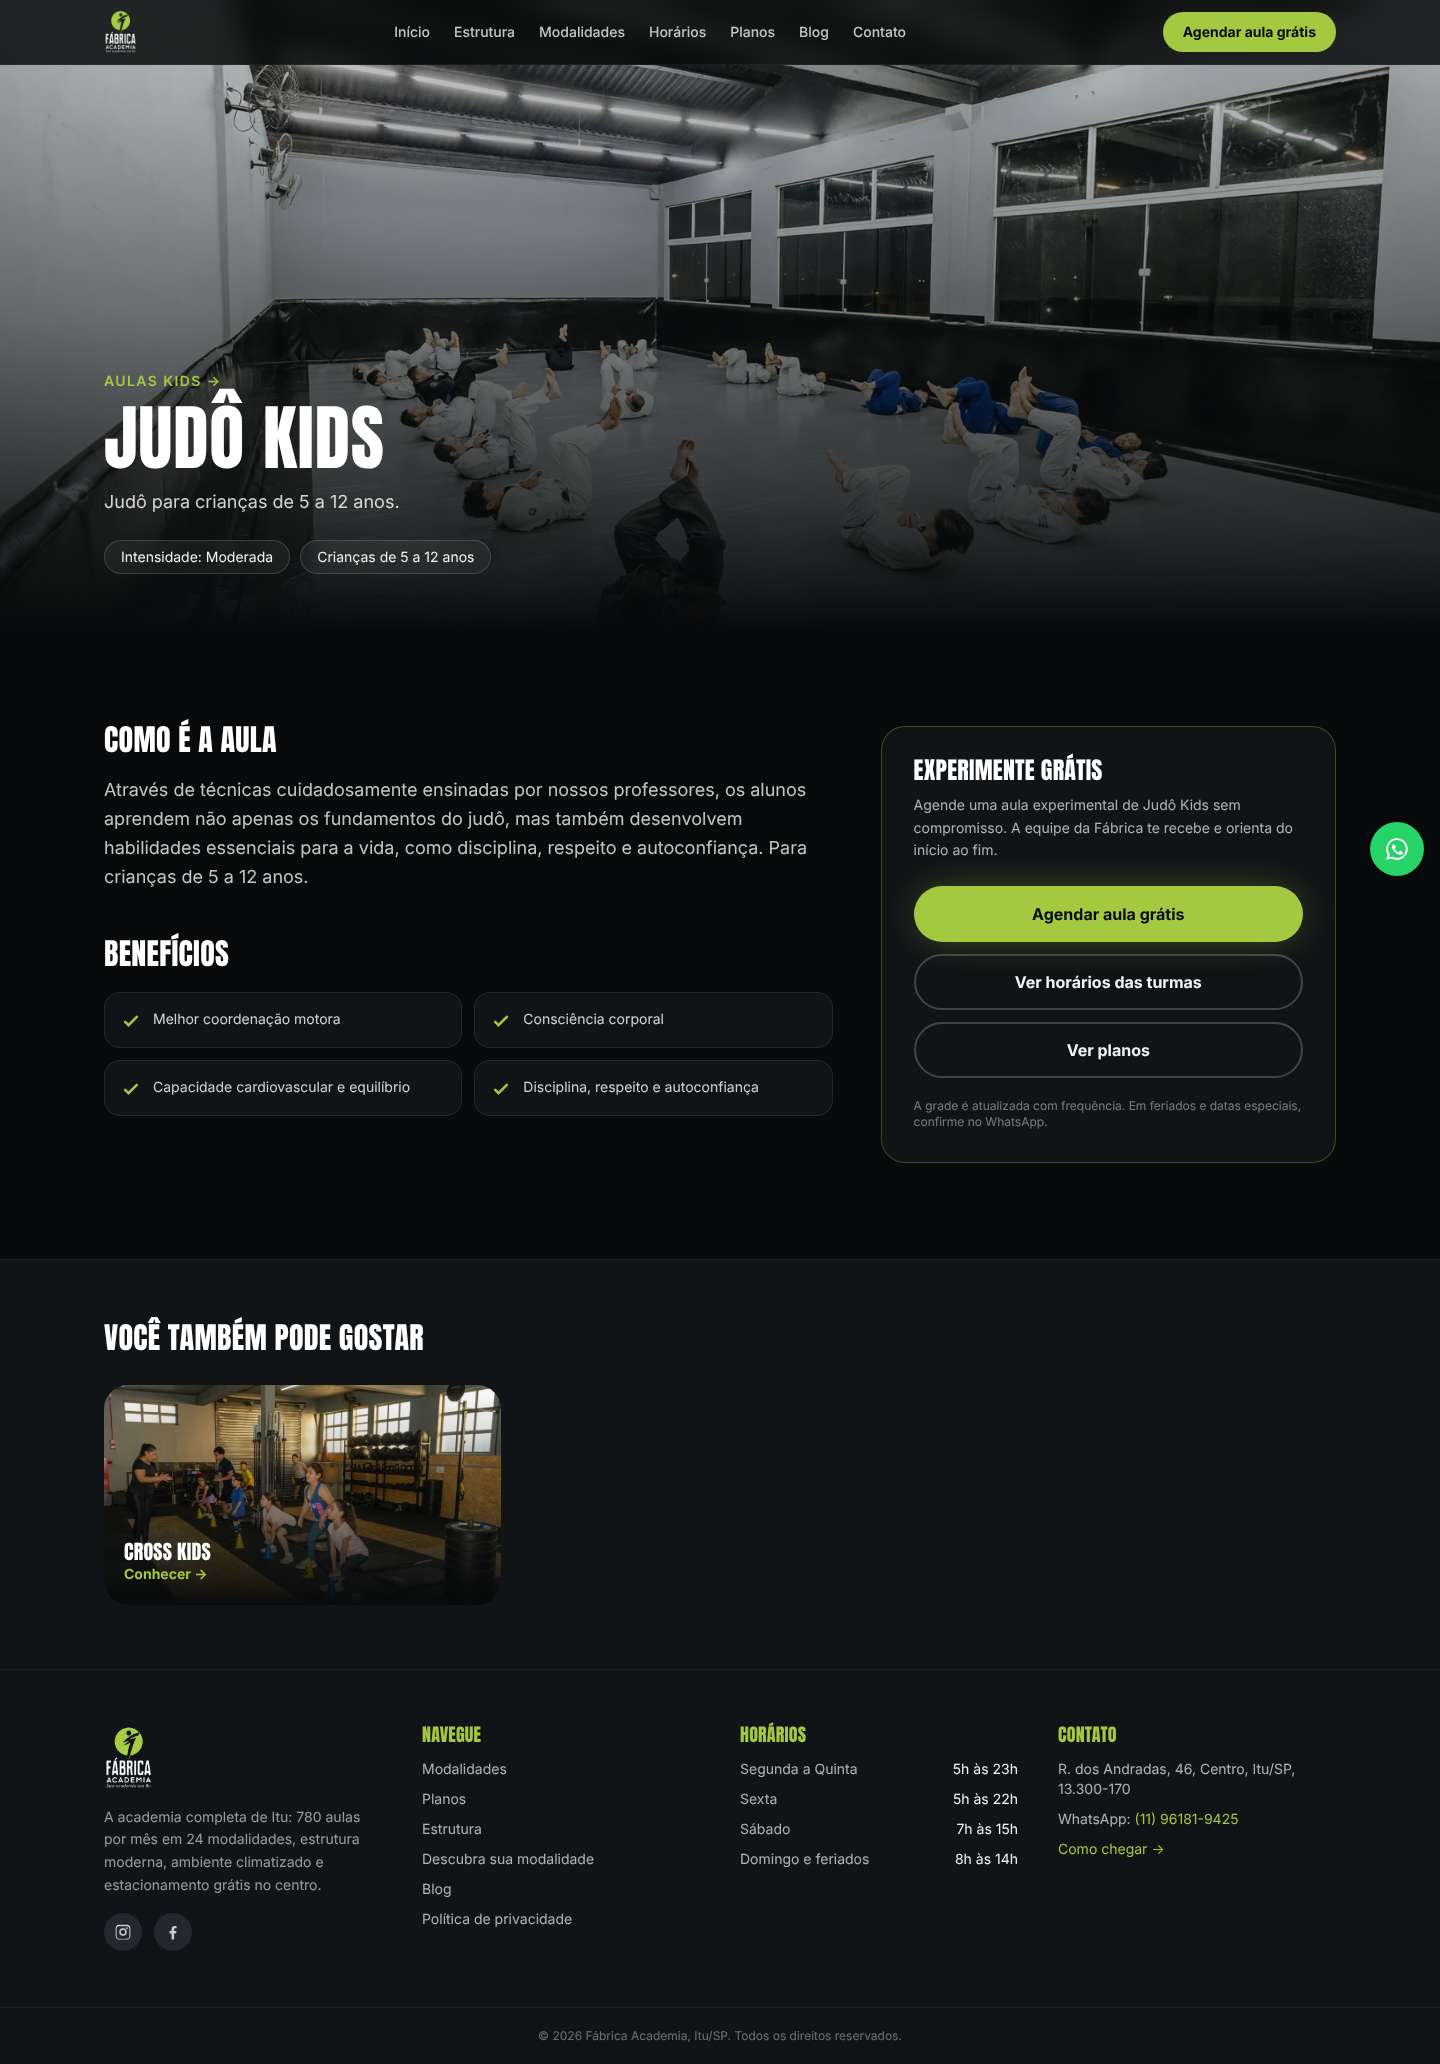 FÁBRICA
ACADEMIA
Início
Estrutura
Modalidades
Horários
Planos
Blog
Contato
Agendar aula grátis
AULAS KIDS →
JUDÔ KIDS
Judô para crianças de 5 a 12 anos.
Intensidade: Moderada
Crianças de 5 a 12 anos
COMO É A AULA
Através de técnicas cuidadosamente ensinadas por nossos professores, os alunos
aprendem não apenas os fundamentos do judô, mas também desenvolvem
habilidades essenciais para a vida, como disciplina, respeito e autoconfiança. Para
crianças de 5 a 12 anos.
BENEFÍCIOS
Melhor coordenação motora
Consciência corporal
Capacidade cardiovascular e equilíbrio
Disciplina, respeito e autoconfiança
EXPERIMENTE GRÁTIS
Agende uma aula experimental de Judô Kids sem
compromisso. A equipe da Fábrica te recebe e orienta do
início ao fim.
Agendar aula grátis
Ver horários das turmas
Ver planos
A grade é atualizada com frequência. Em feriados e datas especiais,
confirme no WhatsApp.
VOCÊ TAMBÉM PODE GOSTAR
CROSS KIDS
Conhecer →
FÁBRICA
ACADEMIA
A academia completa de Itu: 780 aulas
por mês em 24 modalidades, estrutura
moderna, ambiente climatizado e
estacionamento grátis no centro.
NAVEGUE
Modalidades
Planos
Estrutura
Descubra sua modalidade
Blog
Política de privacidade
HORÁRIOS
Segunda a Quinta 5h às 23h
Sexta 5h às 22h
Sábado 7h às 15h
Domingo e feriados 8h às 14h
CONTATO
R. dos Andradas, 46, Centro, Itu/SP,
13.300-170
WhatsApp: (11) 96181-9425
Como chegar →
© 2026 Fábrica Academia, Itu/SP. Todos os direitos reservados.